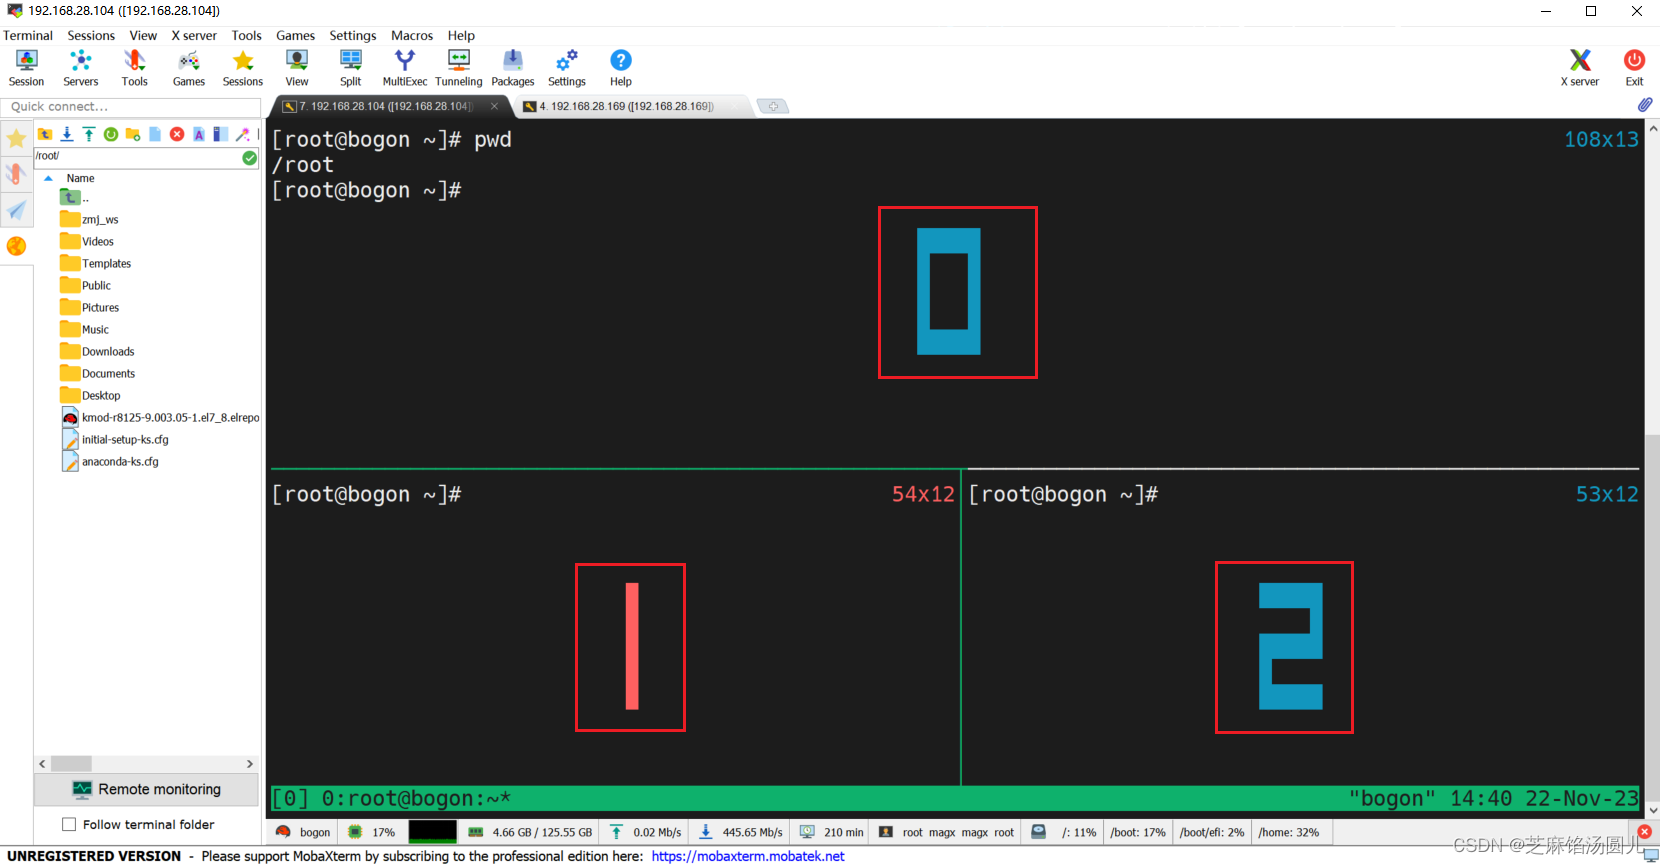 192.168.28.104 ([192.168.28.104])
Terminal Sessions View X server Tools Games Settings Macros Help
Session Servers Tools Games Sessions View Split MultiExec Tunneling Packages Settings Help X server Exit
Quick connect...
7. 192.168.28.104 ([192.168.28.104]
4. 192.168.28.169 ([192.168.28.169])
/root/
Name
..
zmj_ws
Videos
Templates
Public
Pictures
Music
Downloads
Documents
Desktop
kmod-r8125-9.003.05-1.el7_8.elrepo
initial-setup-ks.cfg
anaconda-ks.cfg
Remote monitoring
Follow terminal folder
[root@bogon ~]# pwd 108x13
/root
[root@bogon ~]#
0
[root@bogon ~]# 54x12
[root@bogon ~]# 53x12
1
2
[0] 0:root@bogon:~* "bogon" 14:40 22-Nov-23
bogon 17% 4.66 GB / 125.55 GB 0.02 Mb/s 445.65 Mb/s 210 min root magx magx root /: 11% /boot: 17% /boot/efi: 2% /home: 32%
UNREGISTERED VERSION - Please support MobaXterm by subscribing to the professional edition here: https://mobaxterm.mobatek.net
CSDN @芝麻馅汤圆儿